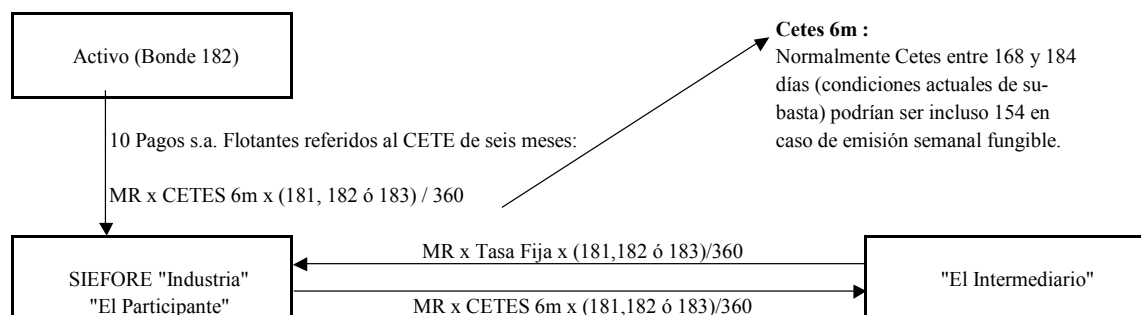 Activo (Bonde 182)
Cetes 6m :
Normalmente Cetes entre 168 y 184
días (condiciones actuales de su-
basta) podrían ser incluso 154 en
caso de emisión semanal fungible.
10 Pagos s.a. Flotantes referidos al CETE de seis meses:
MR x CETES 6m x (181, 182 ó 183) / 360
MR x Tasa Fija x (181,182 ó 183)/360
SIEFORE "Industria"
"El Participante"
"El Intermediario"
MR x CETES 6m x (181,182 ó 183)/360